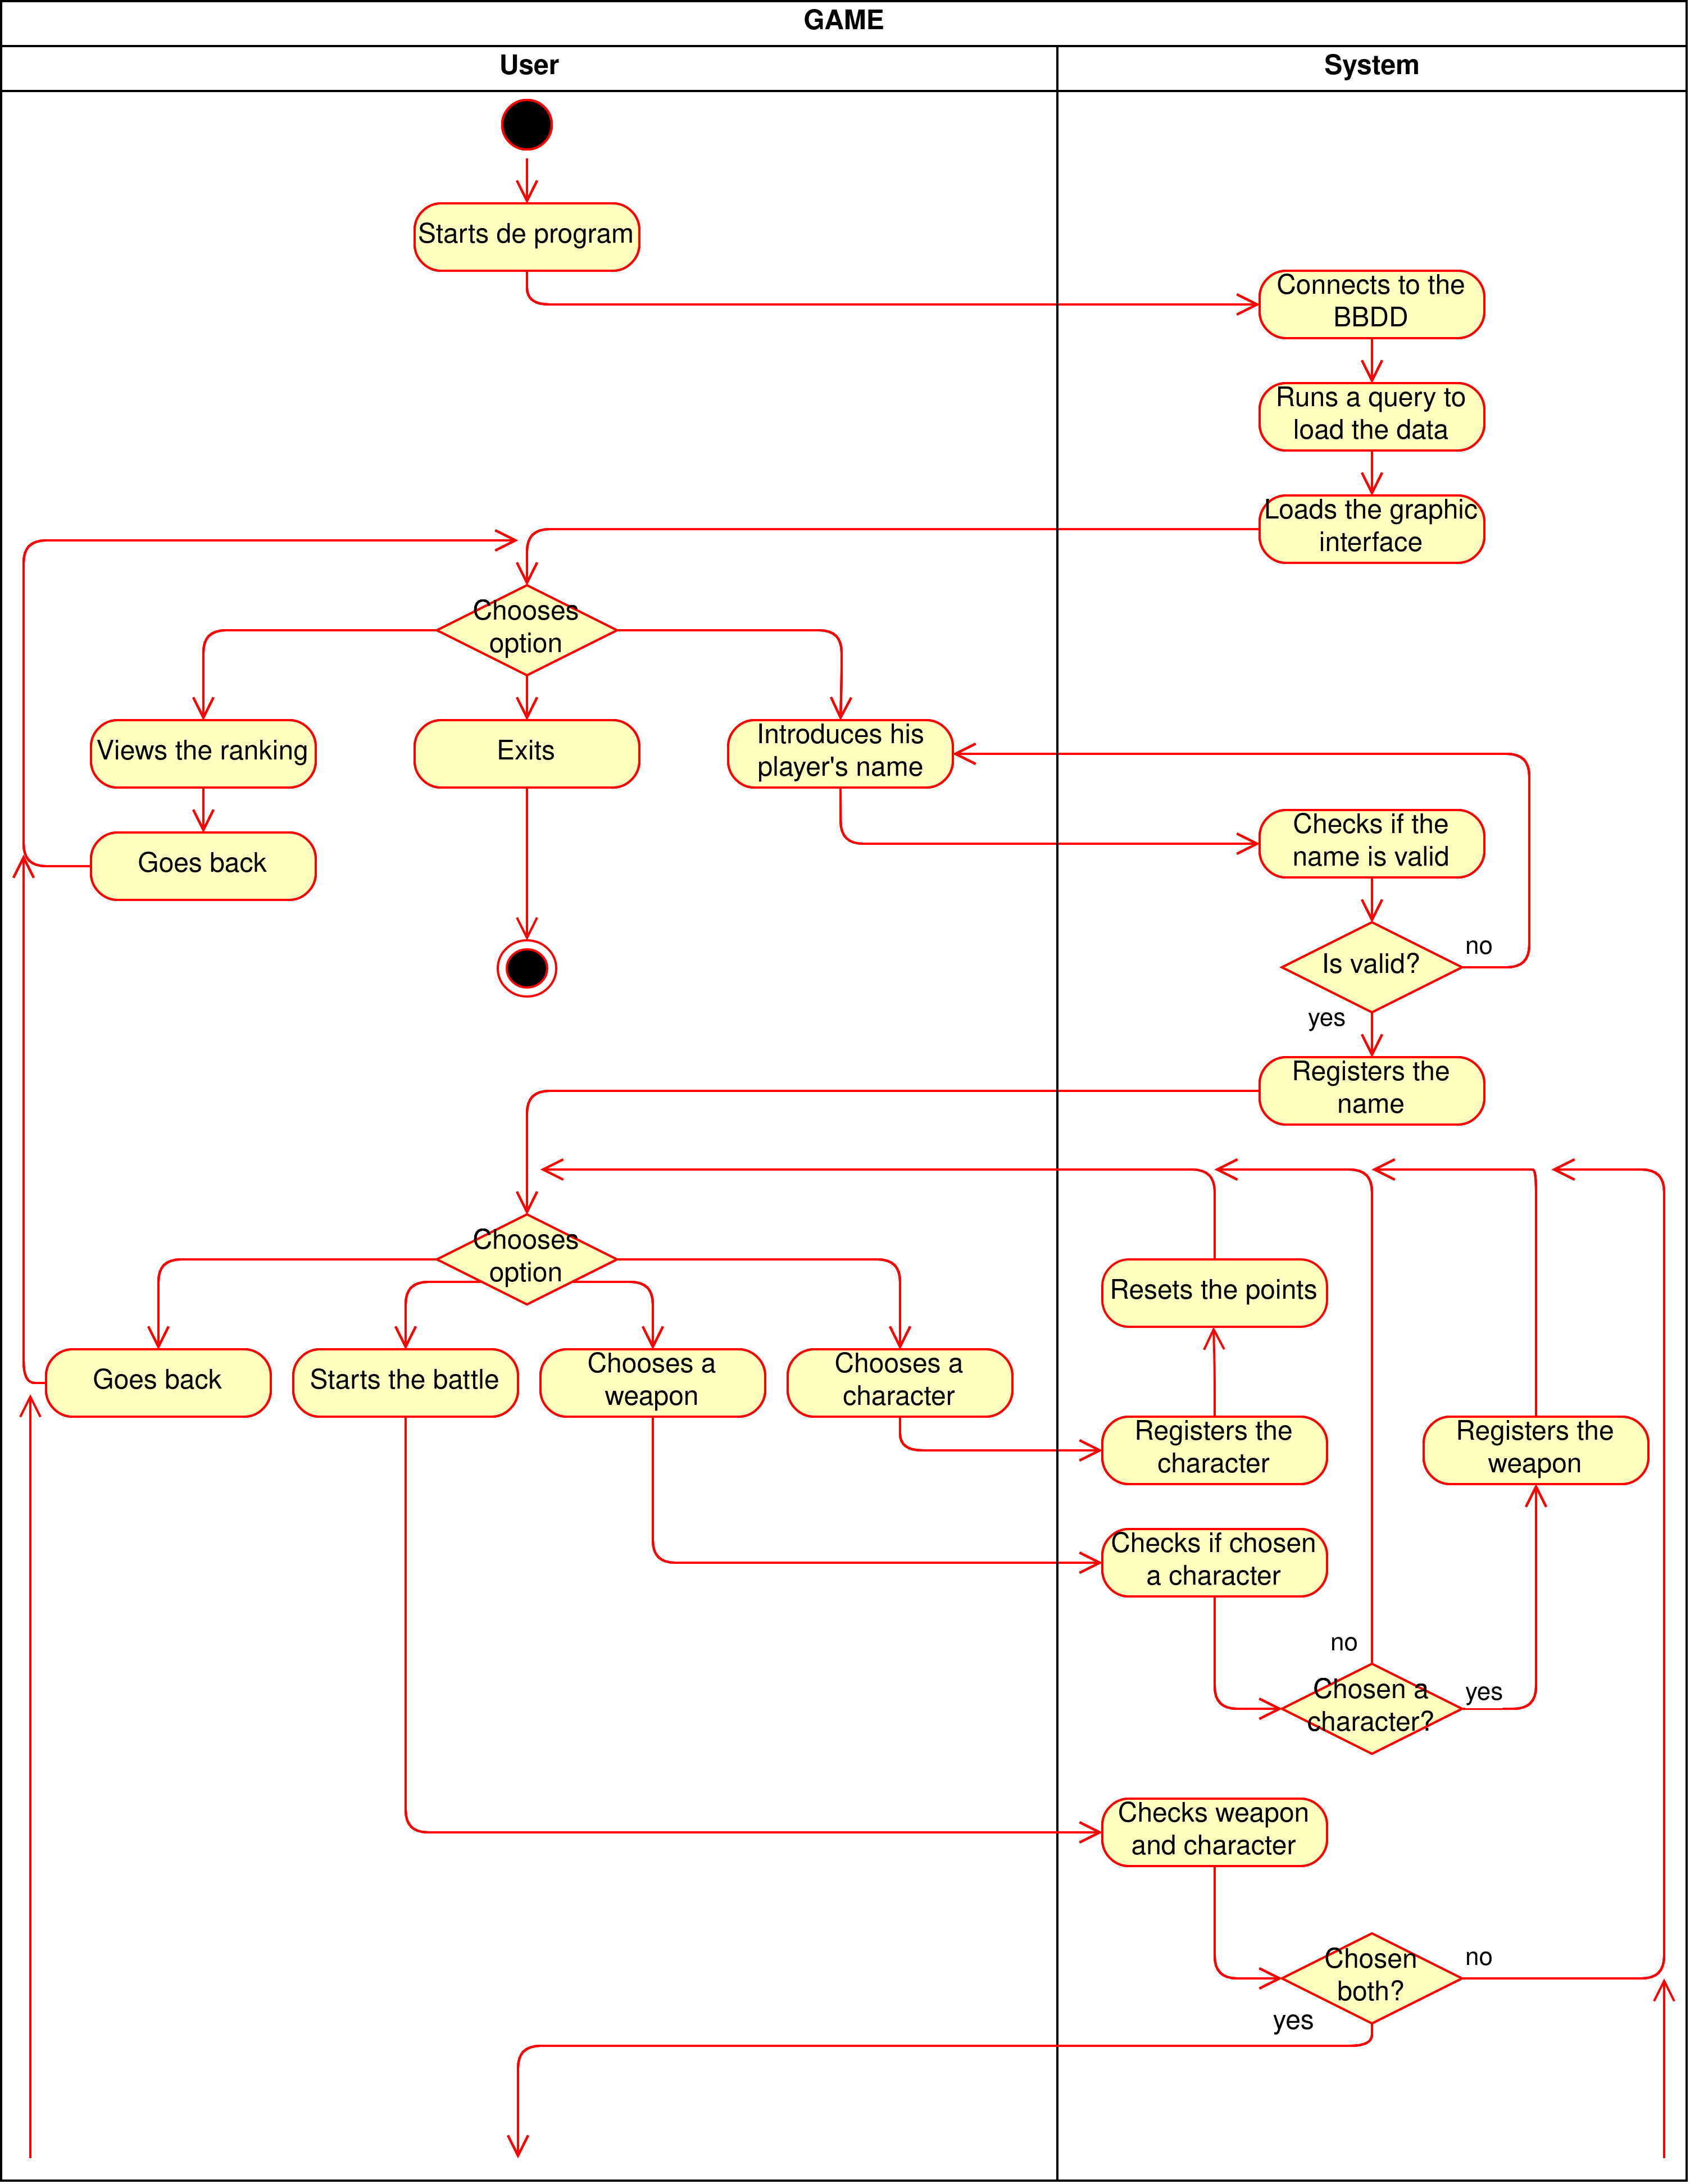 GAME
User
System
Starts de program
Connects to the
BBDD
Runs a query to
load the data
Loads the graphic
interface
Chooses
option
Views the ranking
Exits
Introduces his
player's name
Goes back
Checks if the
name is valid
Is valid?
no
yes
Registers the
name
Chooses
option
Resets the points
Goes back
Starts the battle
Chooses a
weapon
Chooses a
character
Registers the
character
Registers the
weapon
Checks if chosen
a character
no
Chosen a
character?
yes
Checks weapon
and character
Chosen
both?
no
yes